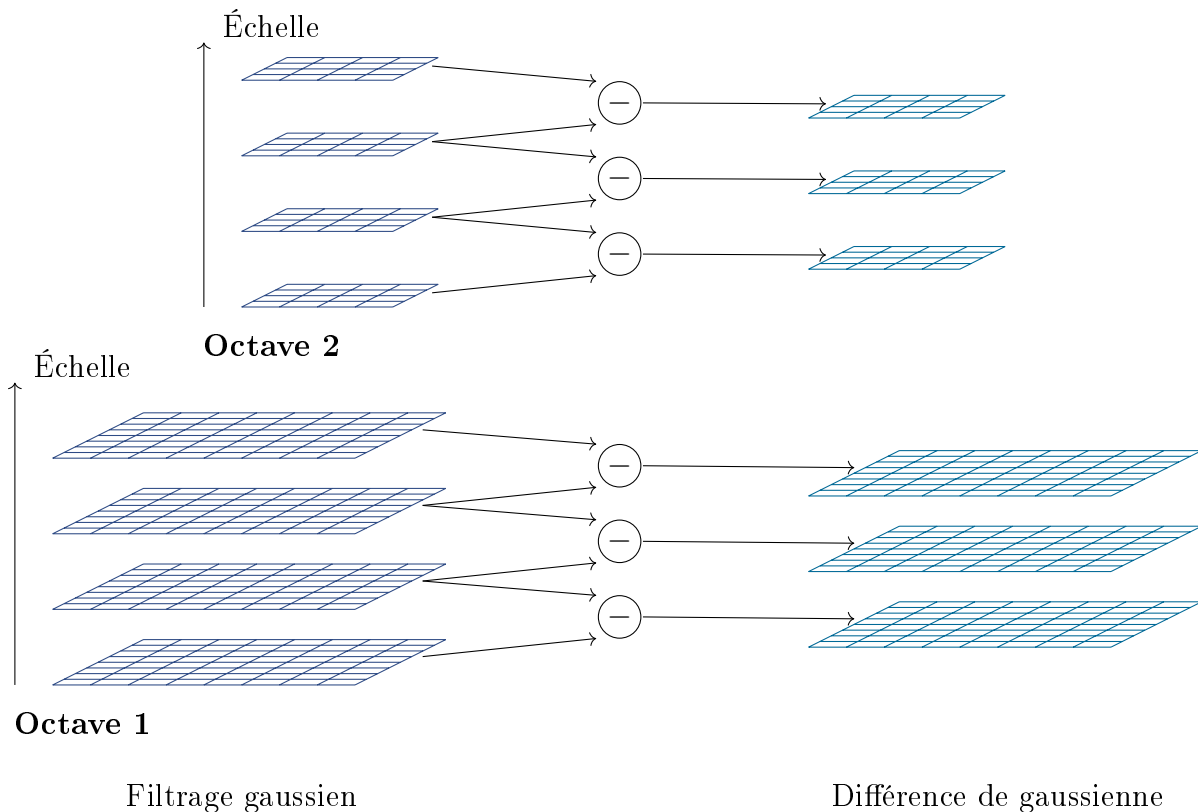 Échelle
Octave 2
Échelle
Octave 1
Filtrage gaussien
Différence de gaussienne